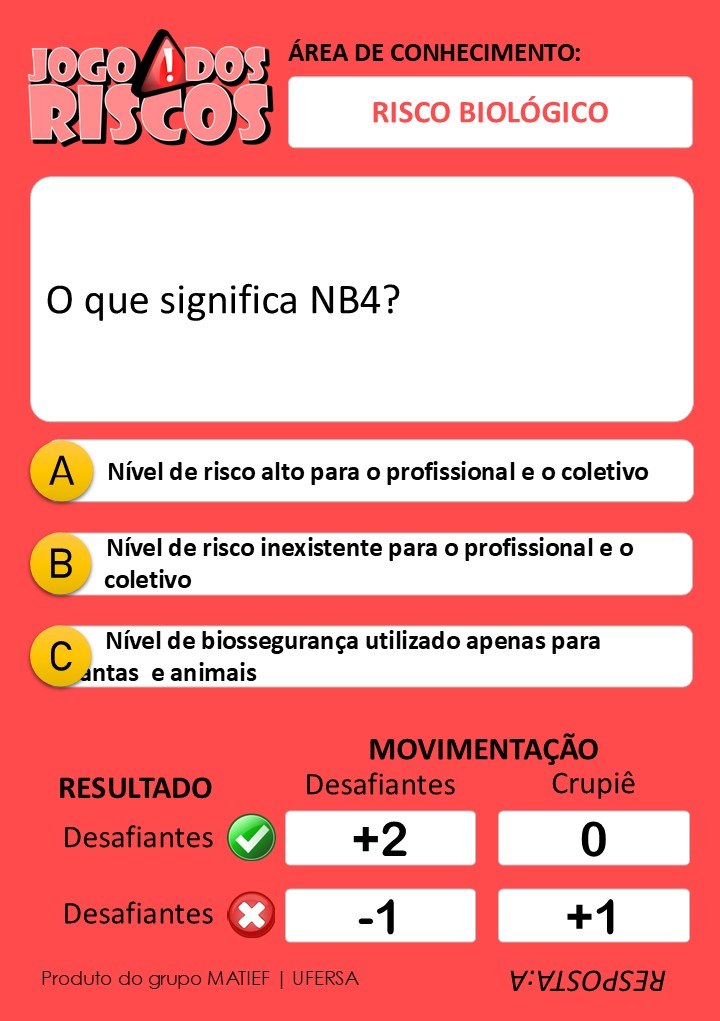 JOGO DOS
RISCOS
ÁREA DE CONHECIMENTO:
RISCO BIOLÓGICO
O que significa NB4?
A Nível de risco alto para o profissional e o coletivo
B Nível de risco inexistente para o profissional e o
coletivo
C Nível de biossegurança utilizado apenas para
antas e animais
MOVIMENTAÇÃO
RESULTADO Desafiantes Crupiê
Desafiantes +2 0
Desafiantes -1 +1
Produto do grupo MATIEF | UFERSA
RESPOSTA:A